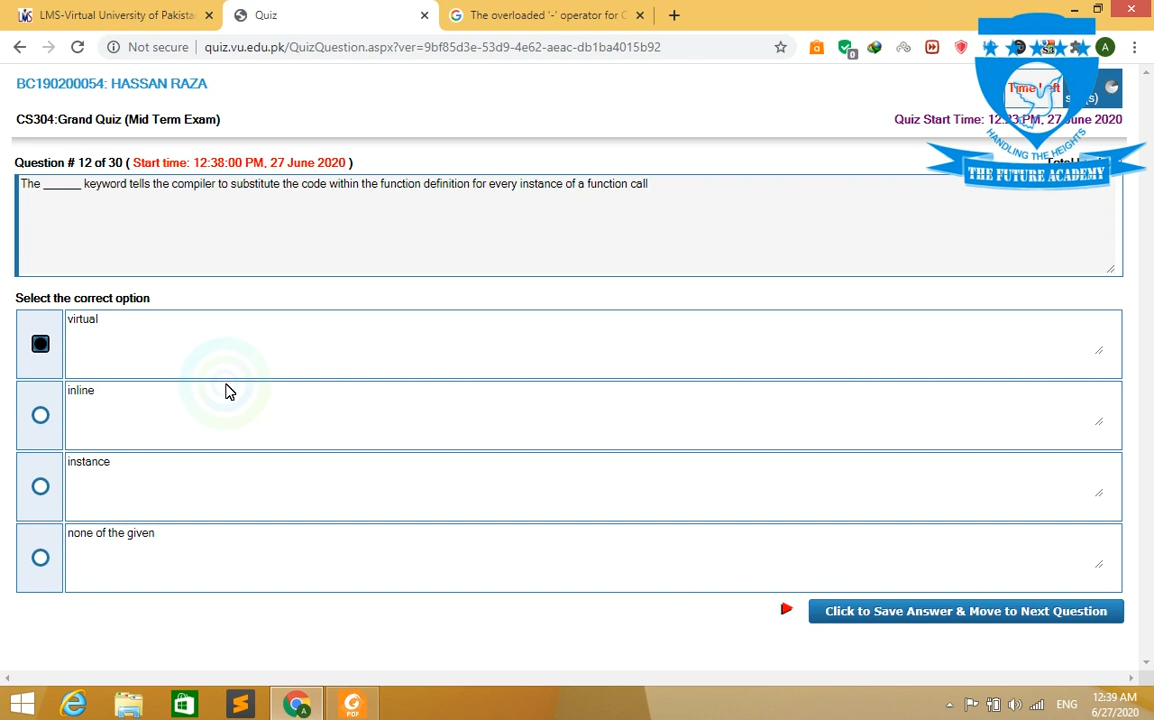 LMS-Virtual University of Pakista
Quiz
The overloaded '-' operator for C
Not secure
quiz.vu.edu.pk/QuizQuestion.aspx?ver=9bf85d3e-53d9-4e62-aeac-db1ba4015b92
BC190200054: HASSAN RAZA
Time Left
s(s)
CS304:Grand Quiz (Mid Term Exam)
Quiz Start Time: 12:23 PM, 27 June 2020
HANDLING THE HEIGHTS
THE FUTURE ACADEMY
Question # 12 of 30 ( Start time: 12:38:00 PM, 27 June 2020 )
The ______ keyword tells the compiler to substitute the code within the function definition for every instance of a function call
Select the correct option
virtual
inline
instance
none of the given
Click to Save Answer & Move to Next Question
PDF
ENG
12:39 AM
6/27/2020